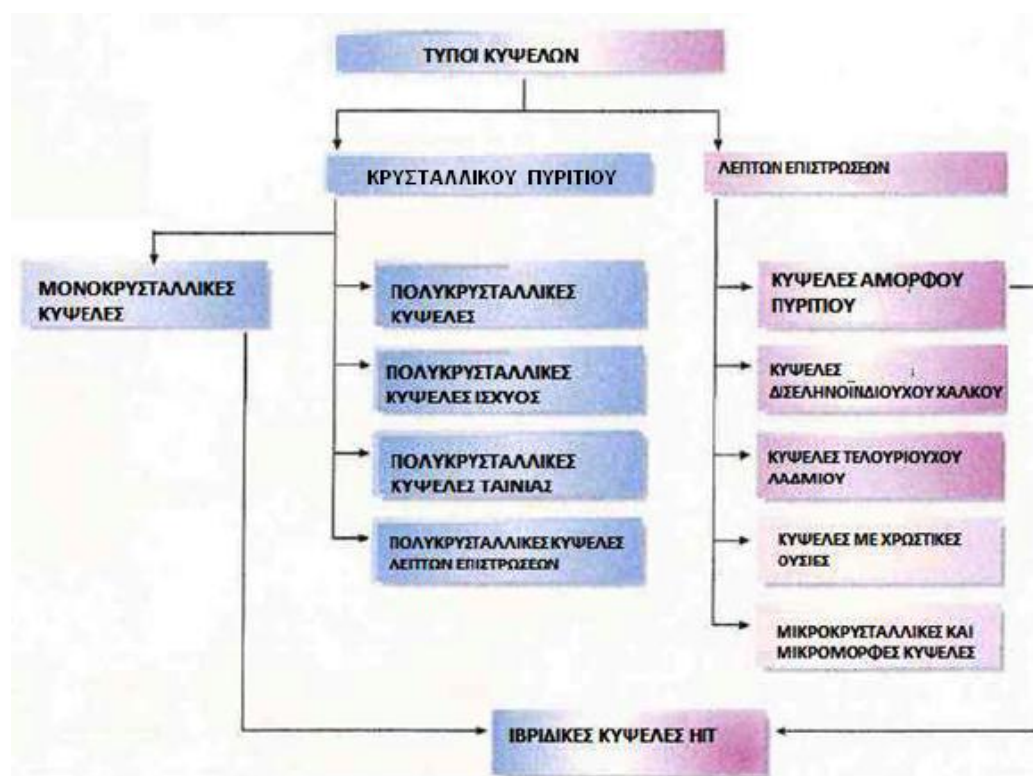 ΤΥΠΟΙ ΚΥΨΕΛΩΝ
ΚΡΥΣΤΑΛΛΙΚΟΥ ΠΥΡΙΤΙΟΥ
ΛΕΠΤΩΝ ΕΠΙΣΤΡΩΣΕΩΝ
ΜΟΝΟΚΡΥΣΤΑΛΛΙΚΕΣ
ΚΥΨΕΛΕΣ
ΠΟΛΥΚΡΥΣΤΑΛΛΙΚΕΣ
ΚΥΨΕΛΕΣ
ΠΟΛΥΚΡΥΣΤΑΛΛΙΚΕΣ
ΚΥΨΕΛΕΣ ΙΣΧΥΟΣ
ΠΟΛΥΚΡΥΣΤΑΛΛΙΚΕΣ
ΚΥΨΕΛΕΣ ΤΑΙΝΙΑΣ
ΠΟΛΥΚΡΥΣΤΑΛΛΙΚΕΣ ΚΥΨΕΛΕΣ
ΛΕΠΤΩΝ ΕΠΙΣΤΡΩΣΕΩΝ
ΚΥΨΕΛΕΣ ΑΜΟΡΦΟΥ
ΠΥΡΙΤΙΟΥ
ΚΥΨΕΛΕΣ
ΔΙΣΕΛΗΝΟΪΝΔΙΟΥΧΟΥ ΧΑΛΚΟΥ
ΚΥΨΕΛΕΣ ΤΕΛΟΥΡΙΟΥΧΟΥ
ΛΑΔΜΙΟΥ
ΚΥΨΕΛΕΣ ΜΕ ΧΡΩΣΤΙΚΕΣ
ΟΥΣΙΕΣ
ΜΙΚΡΟΚΡΥΣΤΑΛΛΙΚΕΣ ΚΑΙ
ΜΙΚΡΟΜΟΡΦΕΣ ΚΥΨΕΛΕΣ
ΙΒΡΙΔΙΚΕΣ ΚΥΨΕΛΕΣ HIT